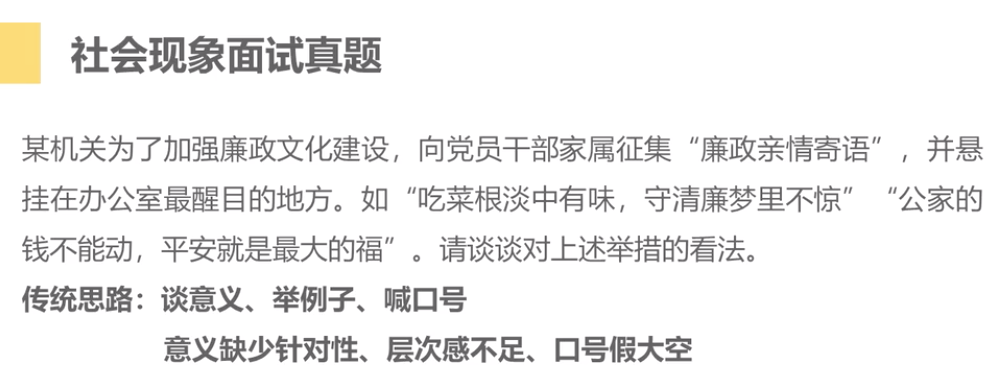 社会现象面试真题
某机关为了加强廉政文化建设，向党员干部家属征集“廉政亲情寄语”，并悬
挂在办公室最醒目的地方。如“吃菜根淡中有味，守清廉梦里不惊”“公家的
钱不能动，平安就是最大的福”。请谈谈对上述举措的看法。
传统思路：谈意义、举例子、喊口号
意义缺少针对性、层次感不足、口号假大空